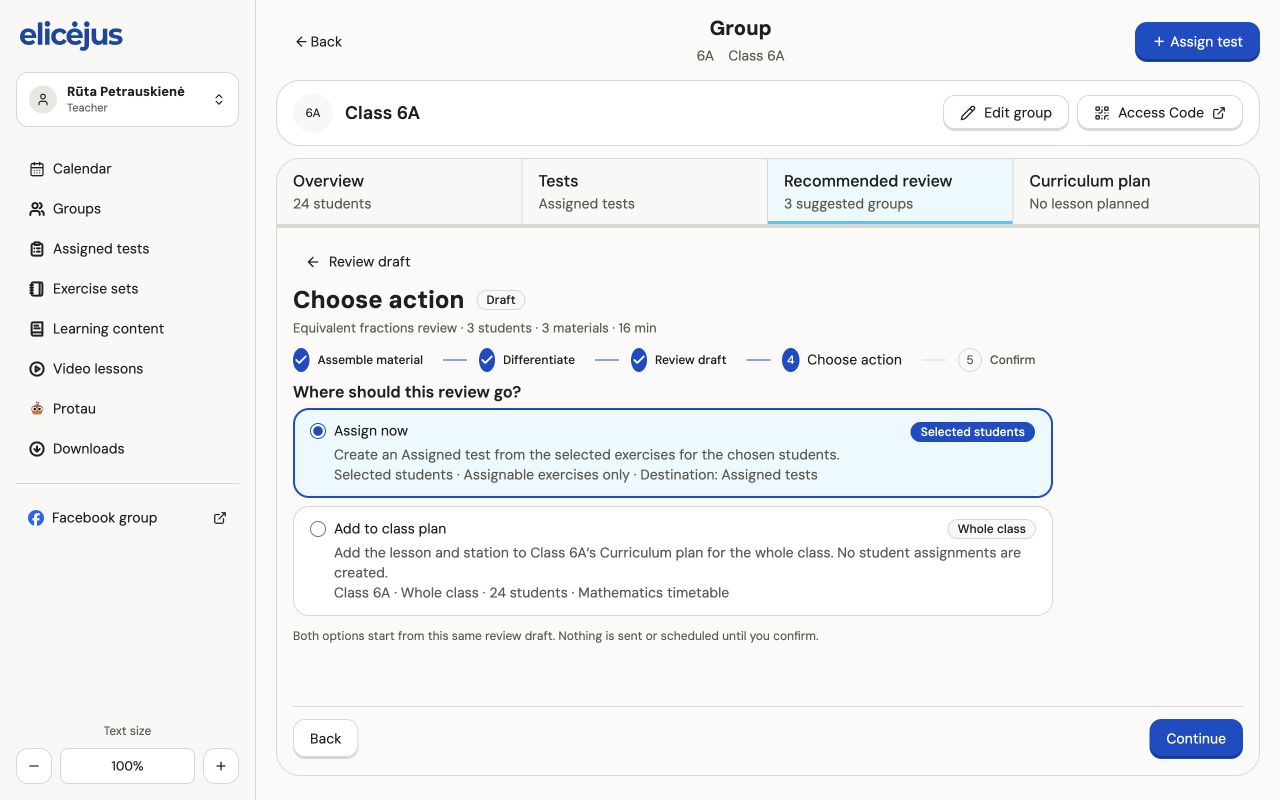 elicėjus
Rūta Petrauskienė
Teacher
Calendar
Groups
Assigned tests
Exercise sets
Learning content
Video lessons
Protau
Downloads
Facebook group
Text size
− 100% +
← Back
Group
6A Class 6A
+ Assign test
6A Class 6A
Edit group
Access Code
Overview
24 students
Tests
Assigned tests
Recommended review
3 suggested groups
Curriculum plan
No lesson planned
← Review draft
Choose action Draft
Equivalent fractions review · 3 students · 3 materials · 16 min
Assemble material Differentiate Review draft 4 Choose action 5 Confirm
Where should this review go?
Assign now Selected students
Create an Assigned test from the selected exercises for the chosen students.
Selected students · Assignable exercises only · Destination: Assigned tests
Add to class plan Whole class
Add the lesson and station to Class 6A’s Curriculum plan for the whole class. No student assignments are
created.
Class 6A · Whole class · 24 students · Mathematics timetable
Both options start from this same review draft. Nothing is sent or scheduled until you confirm.
Back
Continue